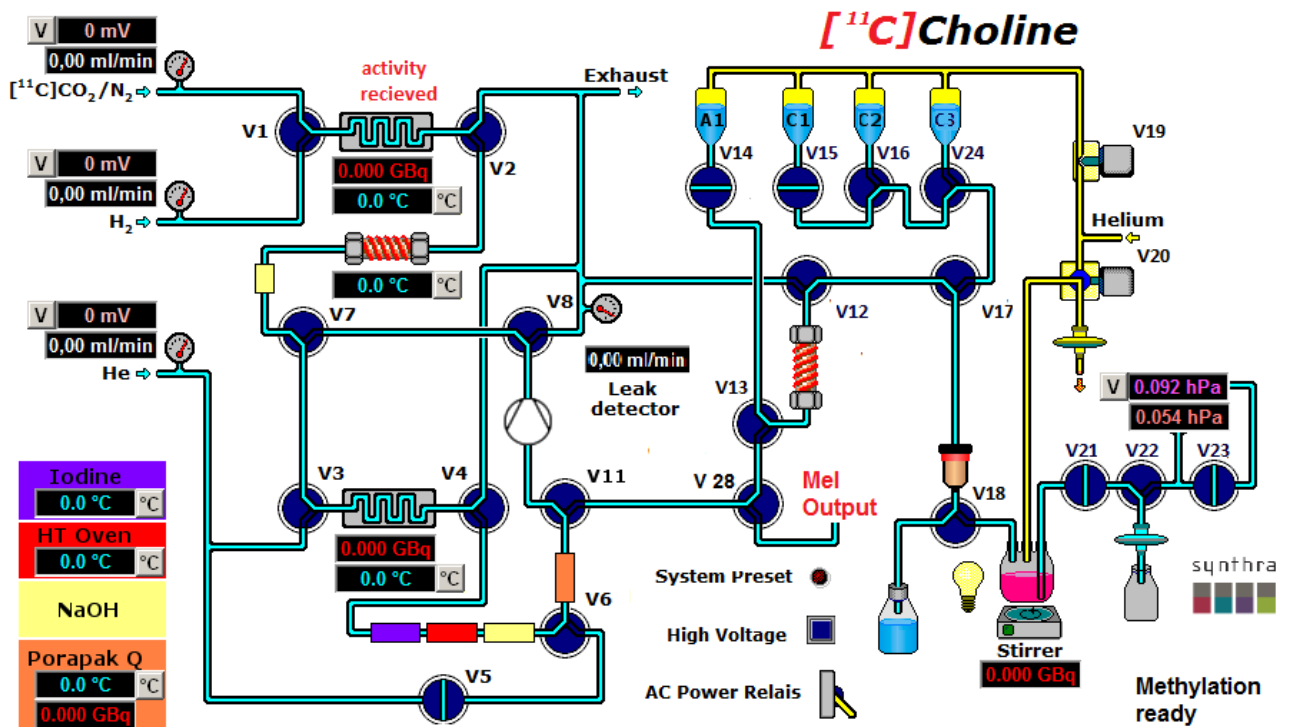 [¹¹C]Choline
V 0 mV
0,00 ml/min
[¹¹C]CO₂/N₂
activity
recieved
Exhaust
V1
V2
0.000 GBq
0.0 °C °C
V 0 mV
0,00 ml/min
H₂
0.0 °C °C
A1 C1 C2 C3
V14 V15 V16 V24
V19
Helium
V20
V 0 mV
0,00 ml/min
He
V7
V8
V12
V17
0,00 ml/min
Leak
detector
V13
V 0.092 hPa
0.054 hPa
V21 V22 V23
Iodine
0.0 °C °C
HT Oven
0.0 °C °C
NaOH
Porapak Q
0.0 °C °C
0.000 GBq
V3
V4
V11
V 28
MeI
Output
V18
0.000 GBq
0.0 °C °C
V6
V5
System Preset
High Voltage
AC Power Relais
Stirrer
0.000 GBq
synthra
Methylation
ready